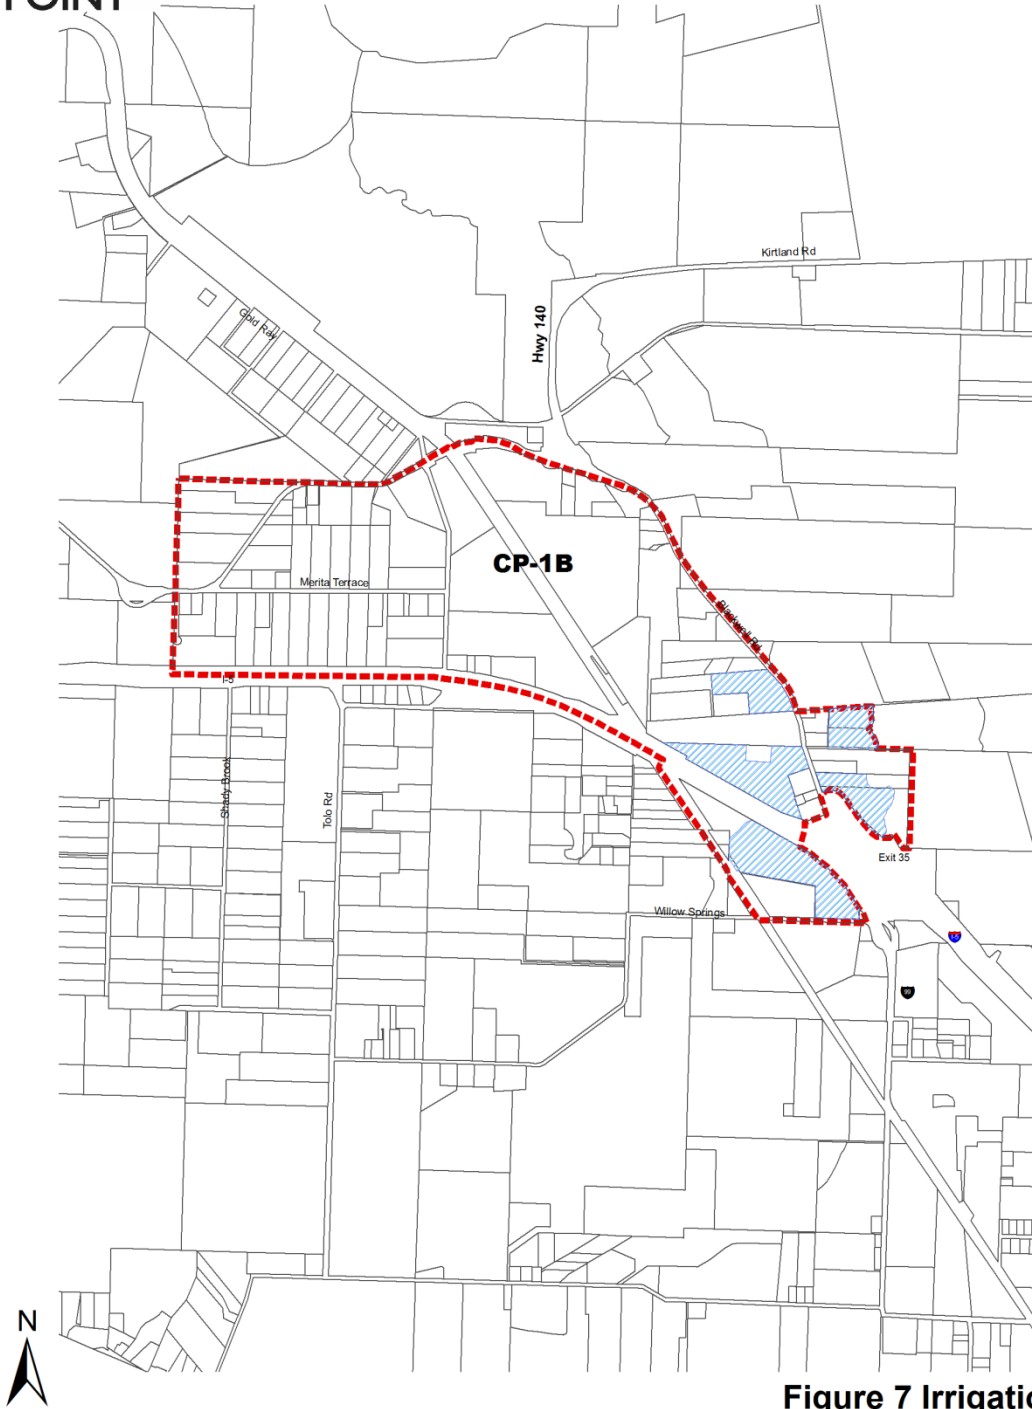 POINT
Kirtland Rd
Hwy 140
Gold Ray
CP-1B
Merita Terrace
Blackwell Rd
I-5
Shady Brook
Tolo Rd
Exit 35
Willow Springs
99
N
Figure 7 Irrigatio